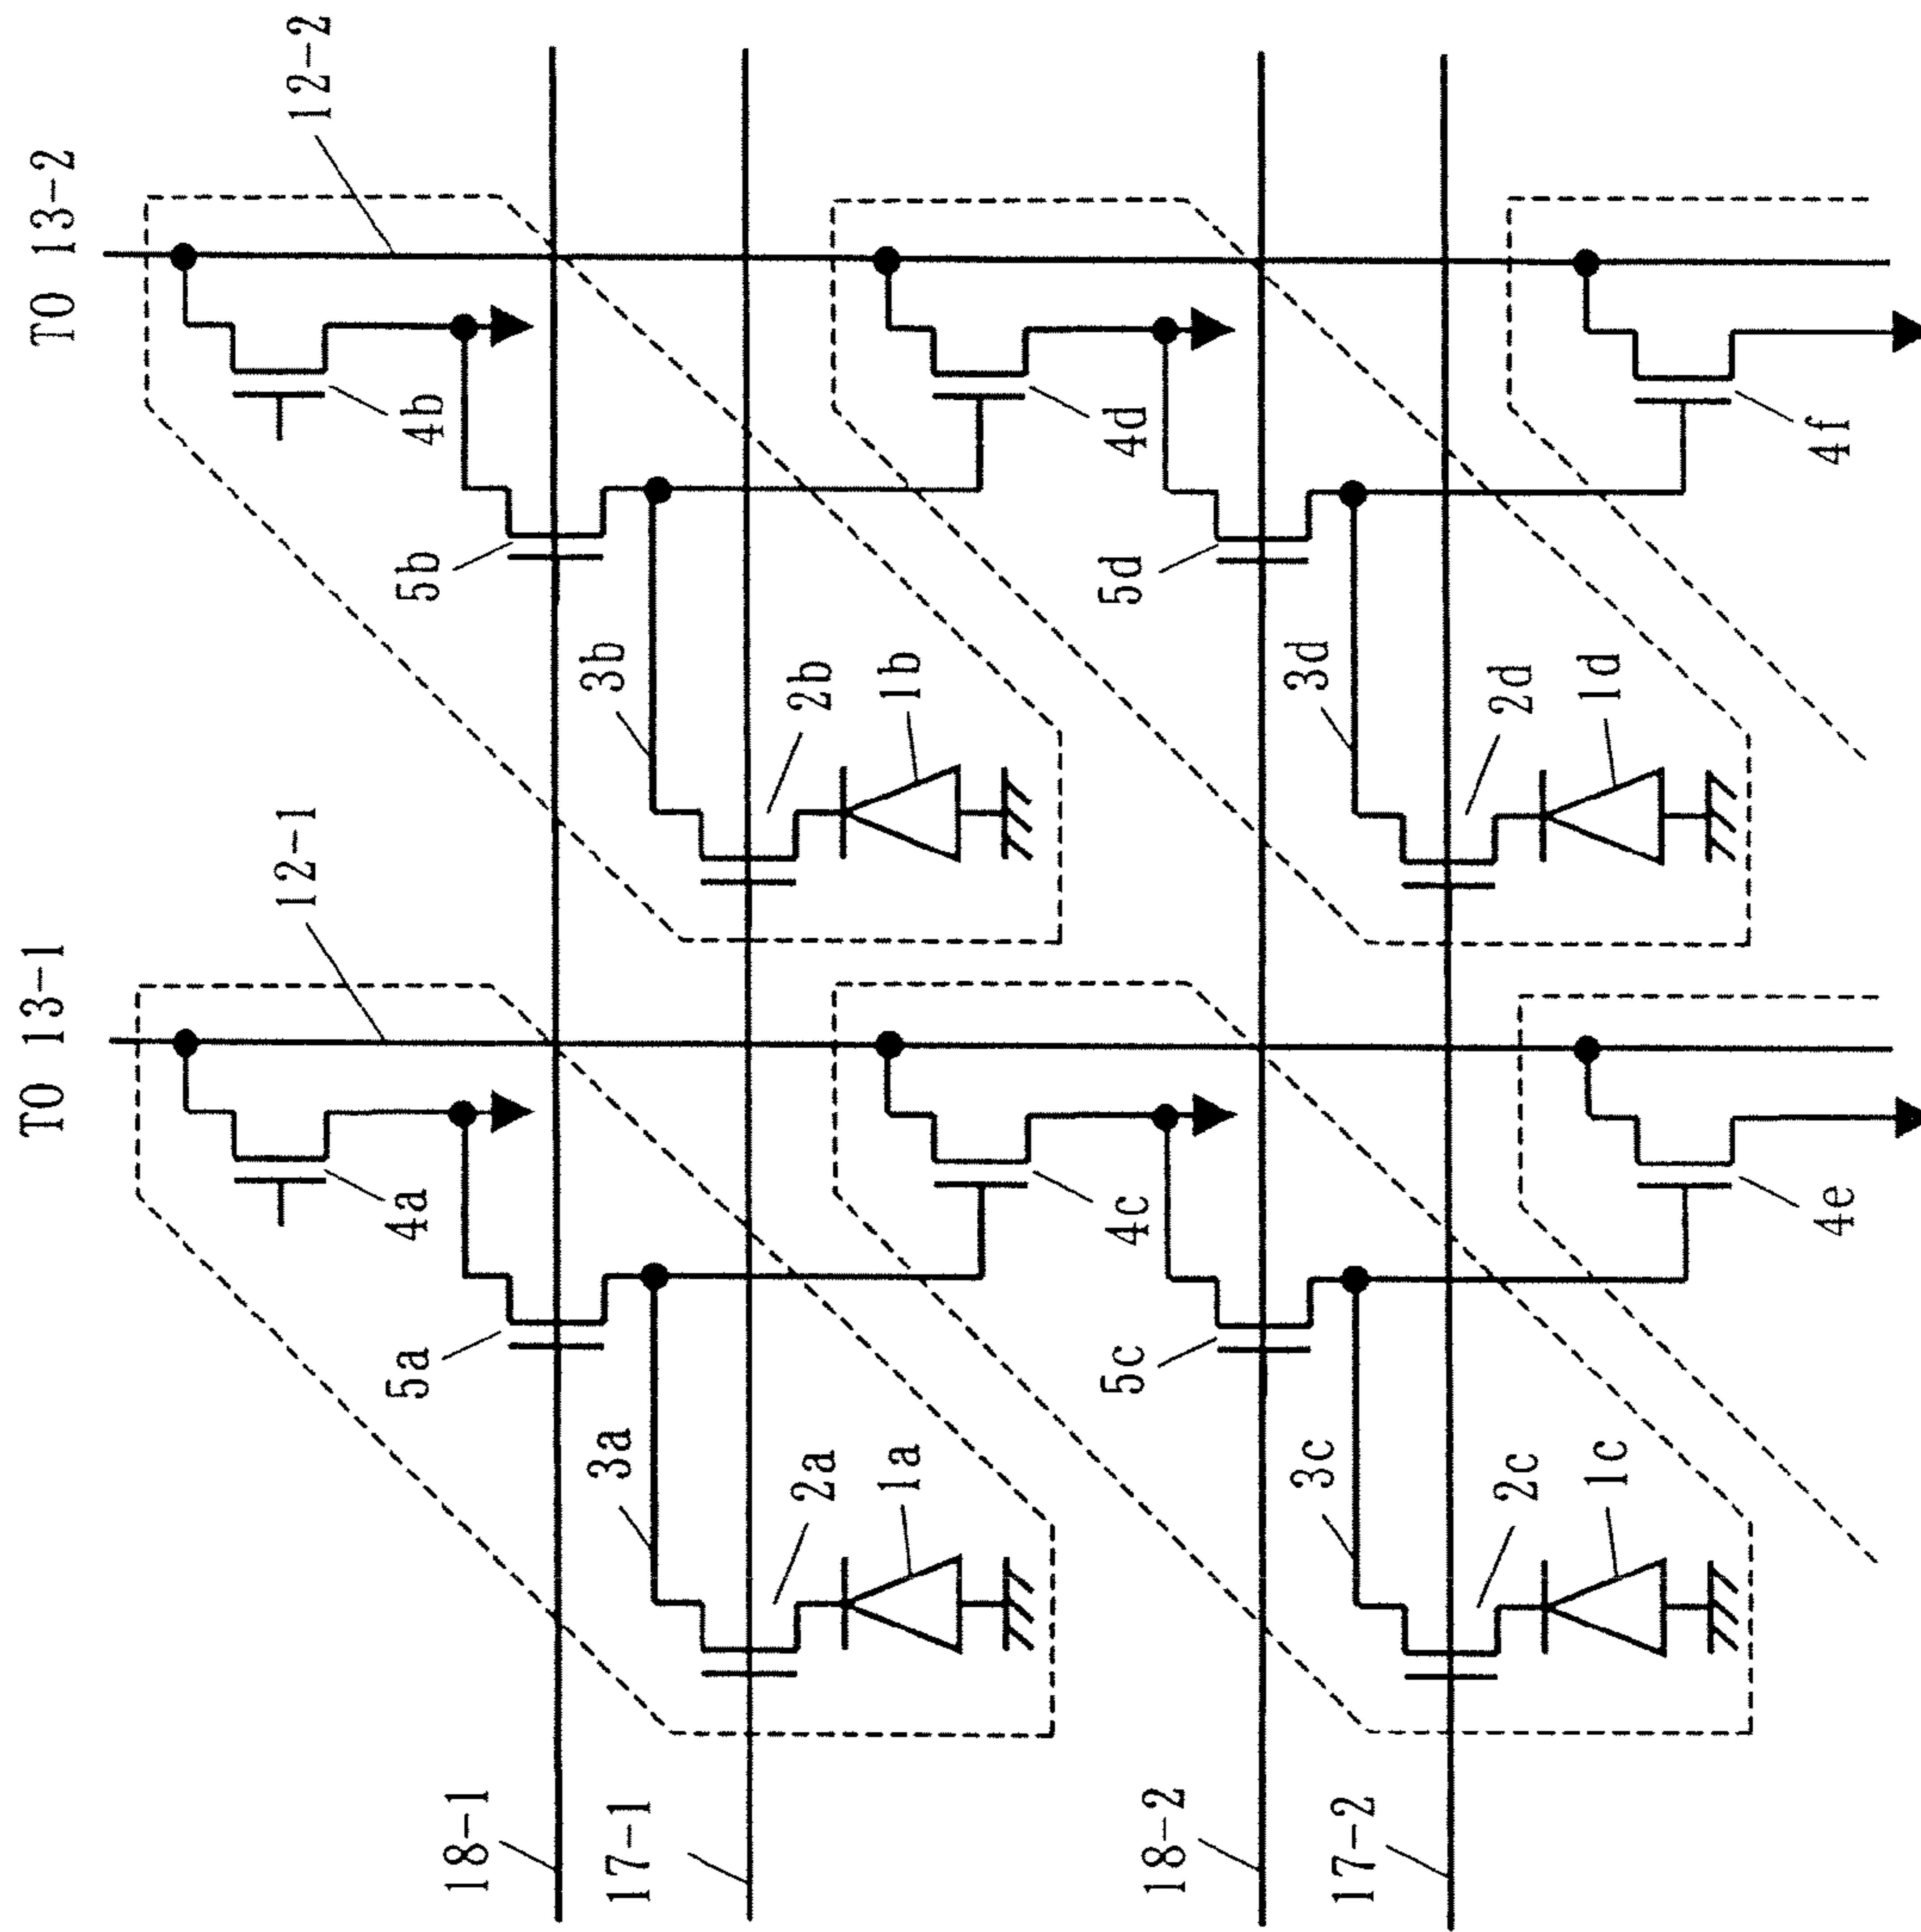 TO 13-1
TO 13-2
12-1
12-2
5a
4a
5b
4b
18-1
17-1
3a
3b
2a
2b
1a
1b
18-2
5c
4c
5d
4d
17-2
3c
3d
2c
2d
1c
1d
4e
4f